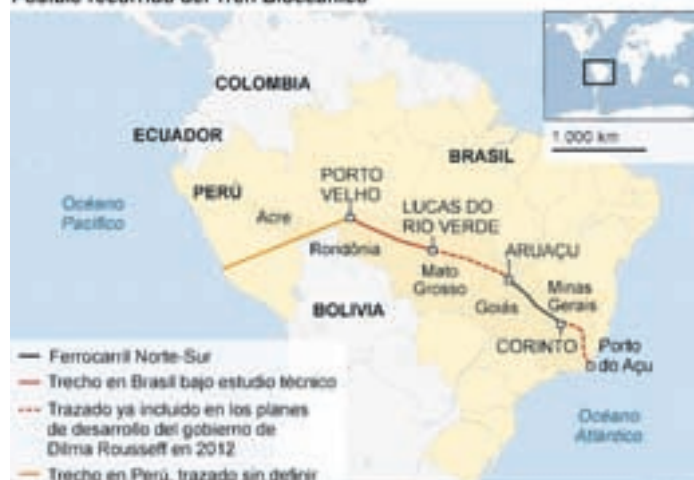 Posible recorrido del Tren Bioceánico
COLOMBIA
ECUADOR
PERÚ
BRASIL
BOLIVIA
1.000 km
Océano
Pacífico
Acre
PORTO
VELHO
Rondônia
LUCAS DO
RIO VERDE
Mato
Grosso
ARUAÇU
Goiás
Minas
Gerais
CORINTO
Porto
do Açu
Océano
Atlántico
Ferrocarril Norte-Sur
Trecho en Brasil bajo estudio técnico
Trazado ya incluido en los planes
de desarrollo del gobierno de
Dilma Rousseff en 2012
Trecho en Perú, trazado sin definir